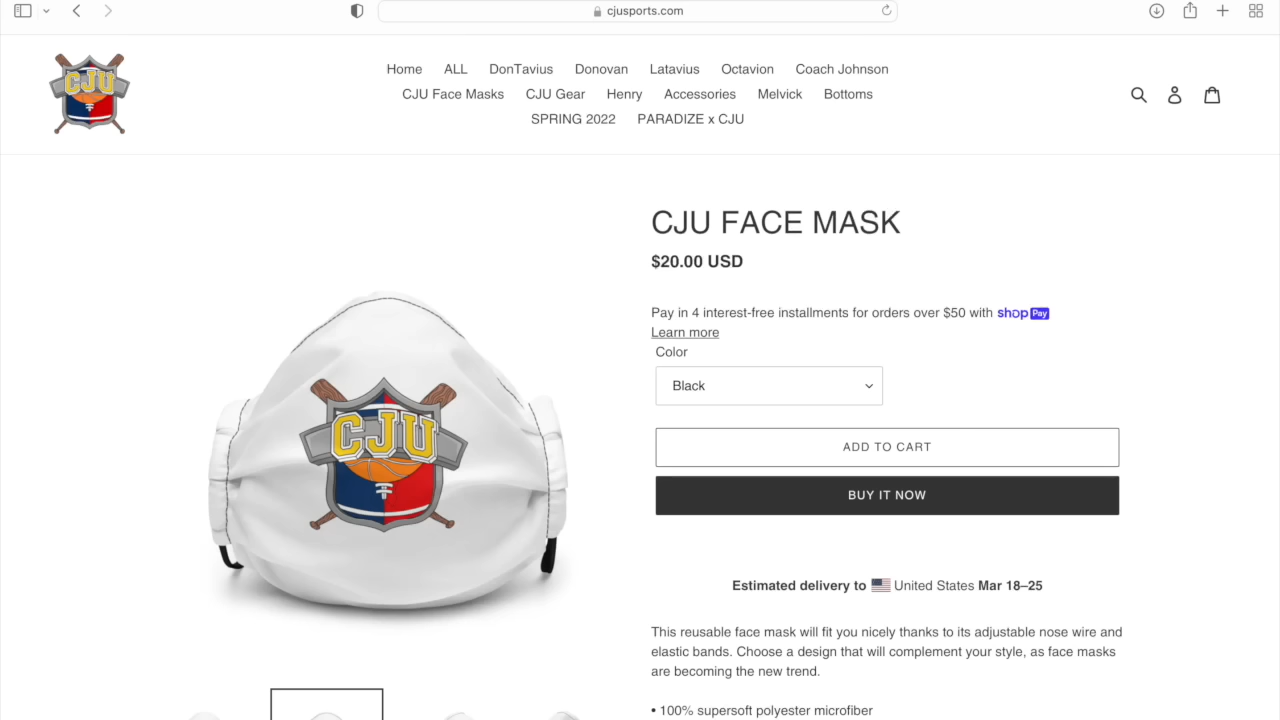 cjusports.com
CJU
Home ALL DonTavius Donovan Latavius Octavion Coach Johnson
CJU Face Masks CJU Gear Henry Accessories Melvick Bottoms
SPRING 2022 PARADIZE x CJU
CJU FACE MASK
$20.00 USD
Pay in 4 interest-free installments for orders over $50 with shop Pay
Learn more
Color
Black
ADD TO CART
BUY IT NOW
CJU
Estimated delivery to United States Mar 18–25
This reusable face mask will fit you nicely thanks to its adjustable nose wire and
elastic bands. Choose a design that will complement your style, as face masks
are becoming the new trend.
• 100% supersoft polyester microfiber